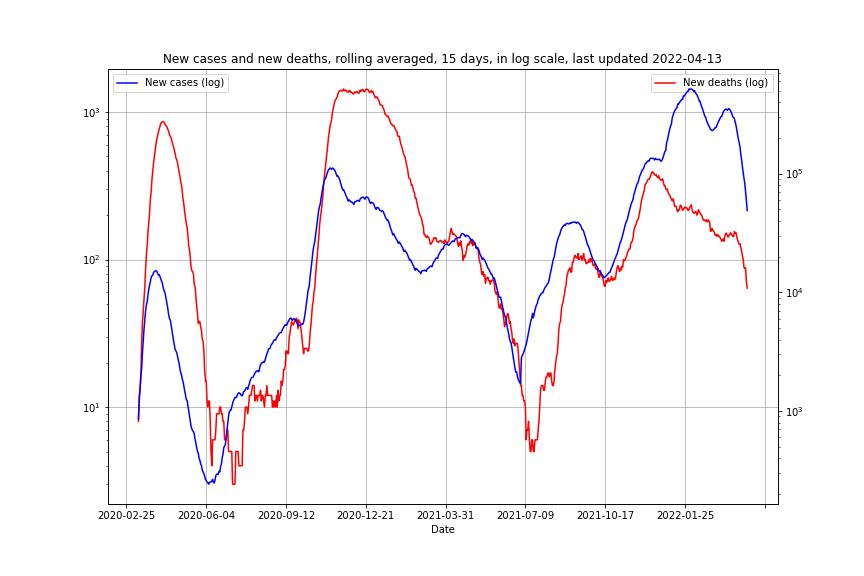 New cases and new deaths, rolling averaged, 15 days, in log scale, last updated 2022-04-13
New cases (log)
New deaths (log)
10³
10²
10¹
10⁵
10⁴
10³
2020-02-25 2020-06-04 2020-09-12 2020-12-21 2021-03-31 2021-07-09 2021-10-17 2022-01-25
Date